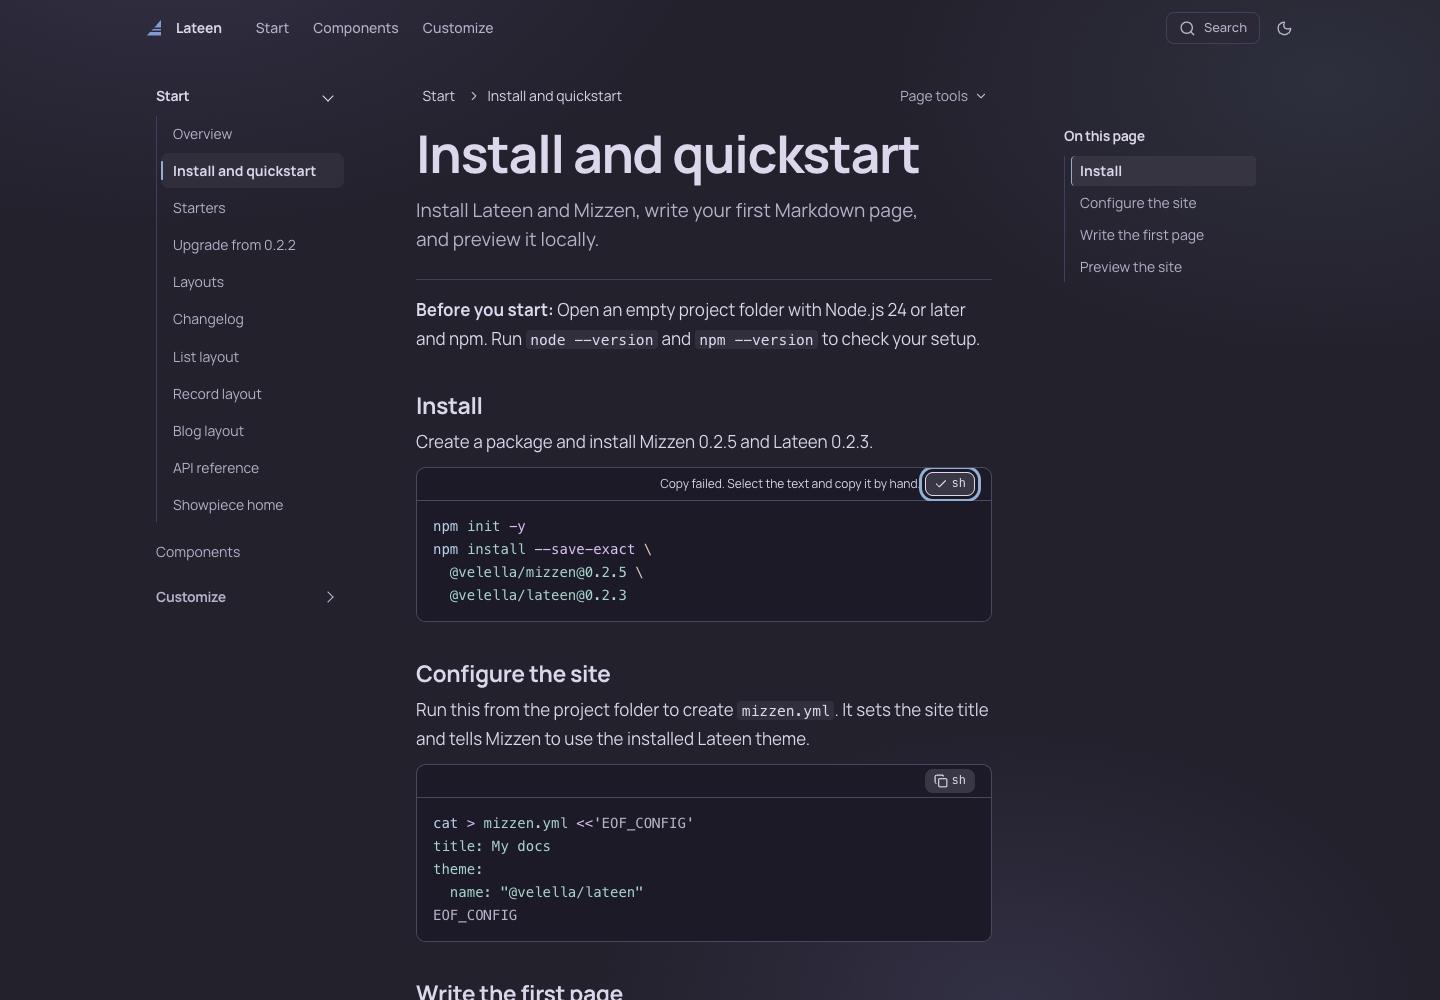 Lateen
Start
Components
Customize
Search
Start
Overview
Install and quickstart
Starters
Upgrade from 0.2.2
Layouts
Changelog
List layout
Record layout
Blog layout
API reference
Showpiece home
Components
Customize
Start
Install and quickstart
Page tools
Install and quickstart
Install Lateen and Mizzen, write your first Markdown page,
and preview it locally.
Before you start: Open an empty project folder with Node.js 24 or later
and npm. Run node --version and npm --version to check your setup.
Install
Create a package and install Mizzen 0.2.5 and Lateen 0.2.3.
Copy failed. Select the text and copy it by hand.
sh
npm init -y
npm install --save-exact \
  @velella/mizzen@0.2.5 \
  @velella/lateen@0.2.3
Configure the site
Run this from the project folder to create mizzen.yml. It sets the site title
and tells Mizzen to use the installed Lateen theme.
sh
cat > mizzen.yml <<'EOF_CONFIG'
title: My docs
theme:
  name: "@velella/lateen"
EOF_CONFIG
Write the first page
On this page
Install
Configure the site
Write the first page
Preview the site